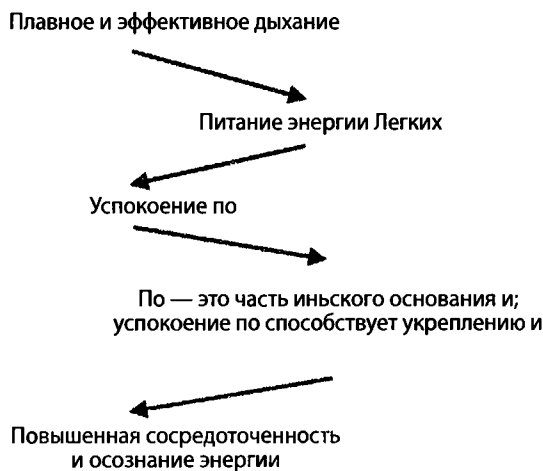 Плавное и эффективное дыхание
Питание энергии Легких
Успокоение по
По — это часть иньского основания и;
успокоение по способствует укреплению и
Повышенная сосредоточенность
и осознание энергии